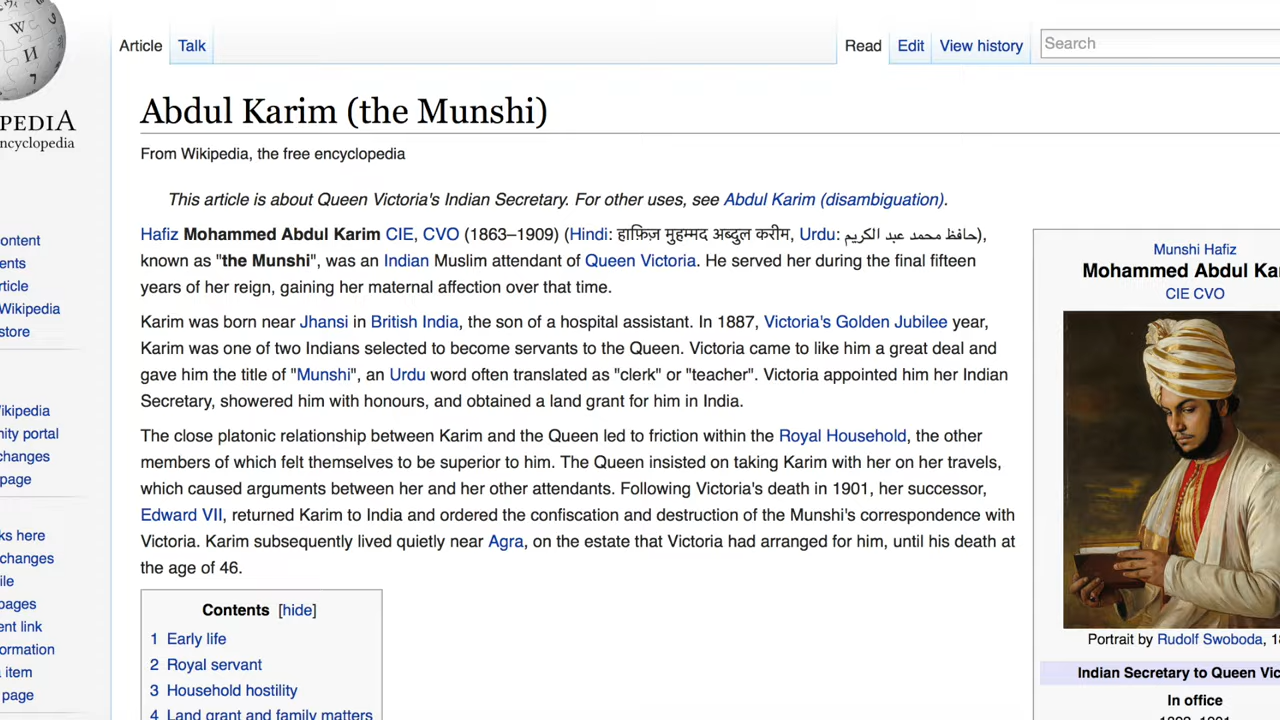 W
И
PEDIA
ncyclopedia
Article Talk
Read Edit View history
Search
Abdul Karim (the Munshi)
From Wikipedia, the free encyclopedia
This article is about Queen Victoria's Indian Secretary. For other uses, see Abdul Karim (disambiguation).
Hafiz Mohammed Abdul Karim CIE, CVO (1863–1909) (Hindi: हाफ़िज़ मुहम्मद अब्दुल करीम, Urdu: حافظ محمد عبد الكريم),
known as "the Munshi", was an Indian Muslim attendant of Queen Victoria. He served her during the final fifteen
years of her reign, gaining her maternal affection over that time.
Karim was born near Jhansi in British India, the son of a hospital assistant. In 1887, Victoria's Golden Jubilee year,
Karim was one of two Indians selected to become servants to the Queen. Victoria came to like him a great deal and
gave him the title of "Munshi", an Urdu word often translated as "clerk" or "teacher". Victoria appointed him her Indian
Secretary, showered him with honours, and obtained a land grant for him in India.
The close platonic relationship between Karim and the Queen led to friction within the Royal Household, the other
members of which felt themselves to be superior to him. The Queen insisted on taking Karim with her on her travels,
which caused arguments between her and her other attendants. Following Victoria's death in 1901, her successor,
Edward VII, returned Karim to India and ordered the confiscation and destruction of the Munshi's correspondence with
Victoria. Karim subsequently lived quietly near Agra, on the estate that Victoria had arranged for him, until his death at
the age of 46.
Contents [hide]
1 Early life
2 Royal servant
3 Household hostility
4 Land grant and family matters
Munshi Hafiz
Mohammed Abdul Ka
CIE CVO
Portrait by Rudolf Swoboda, 18
Indian Secretary to Queen Vic
In office
ontent
ents
rticle
Wikipedia
store
ikipedia
nity portal
changes
page
ks here
changes
ile
pages
ent link
ormation
item
page